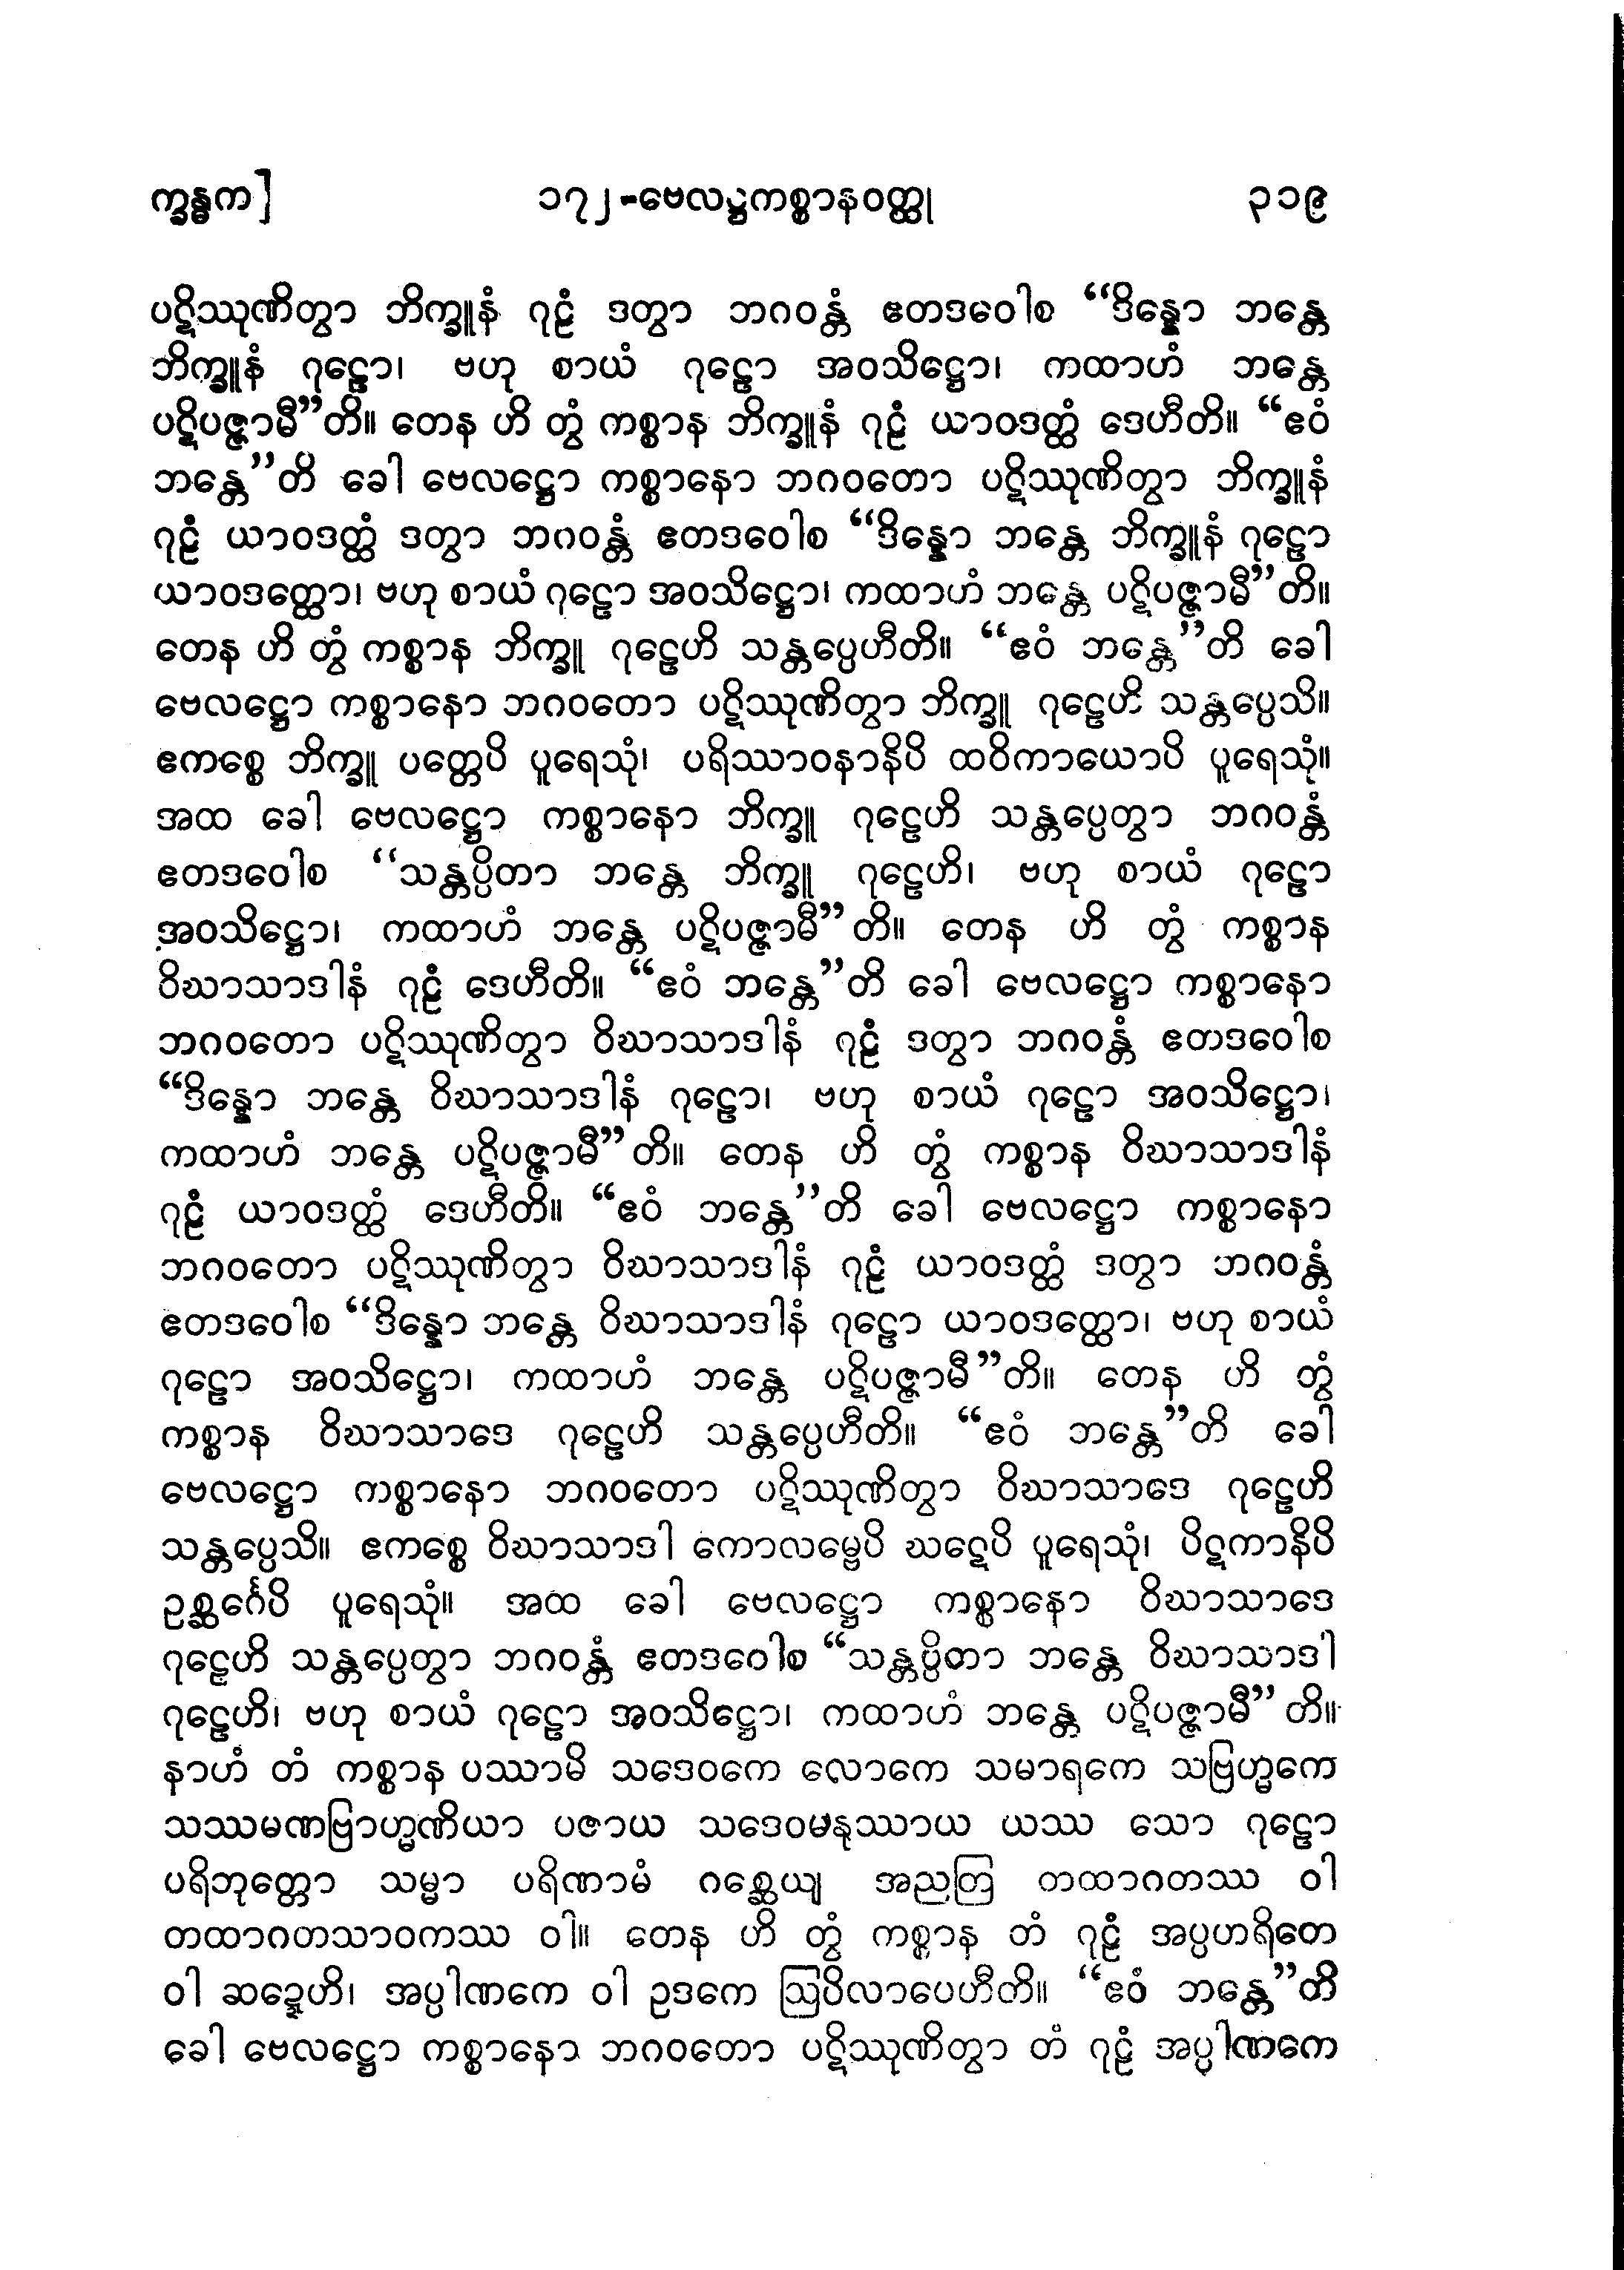 က္ခန္ဓက]    ၁၇၂-ဗေလဋ္ဌကစ္စာနဝတ္ထု    ၃၁၉
ပဋိဿုဏိတွာ ဘိက္ခူနံ ဂုဠံ ဒတွာ ဘဂဝန္တံ ဧတဒဝေါစ “ဒိန္နော ဘန္တေ
ဘိက္ခူနံ ဂုဠော၊ ဗဟု စာယံ ဂုဠော အဝသိဋ္ဌော၊ ကထာဟံ ဘန္တေ
ပဋိပဇ္ဇာမီ”တိ။ တေန ဟိ တွံ ကစ္စာန ဘိက္ခူနံ ဂုဠံ ယာဝဒတ္ထံ ဒေဟီတိ။ “ဧဝံ
ဘန္တေ”တိ ခေါ ဗေလဋ္ဌော ကစ္စာနော ဘဂဝတော ပဋိဿုဏိတွာ ဘိက္ခူနံ
ဂုဠံ ယာဝဒတ္ထံ ဒတွာ ဘဂဝန္တံ ဧတဒဝေါစ “ဒိန္နော ဘန္တေ ဘိက္ခူနံ ဂုဠော
ယာဝဒတ္ထော၊ ဗဟု စာယံ ဂုဠော အဝသိဋ္ဌော၊ ကထာဟံ ဘန္တေ ပဋိပဇ္ဇာမီ”တိ။
တေန ဟိ တွံ ကစ္စာန ဘိက္ခူ ဂုဠေဟိ သန္တပ္ပေဟီတိ။ “ဧဝံ ဘန္တေ”တိ ခေါ
ဗေလဋ္ဌော ကစ္စာနော ဘဂဝတော ပဋိဿုဏိတွာ ဘိက္ခူ ဂုဠေဟိ သန္တပ္ပေသိ။
ဧကစ္စေ ဘိက္ခူ ပတ္တေပိ ပူရေသုံ၊ ပရိဿာဝနာနိပိ ထဝိကာယောပိ ပူရေသုံ။
အထ ခေါ ဗေလဋ္ဌော ကစ္စာနော ဘိက္ခူ ဂုဠေဟိ သန္တပ္ပေတွာ ဘဂဝန္တံ
ဧတဒဝေါစ “သန္တပ္ပိတာ ဘန္တေ ဘိက္ခူ ဂုဠေဟိ၊ ဗဟု စာယံ ဂုဠော
အဝသိဋ္ဌော၊ ကထာဟံ ဘန္တေ ပဋိပဇ္ဇာမီ”တိ။ တေန ဟိ တွံ ကစ္စာန
ဝိဃာသာဒါနံ ဂုဠံ ဒေဟီတိ။ “ဧဝံ ဘန္တေ”တိ ခေါ ဗေလဋ္ဌော ကစ္စာနော
ဘဂဝတော ပဋိဿုဏိတွာ ဝိဃာသာဒါနံ ဂုဠံ ဒတွာ ဘဂဝန္တံ ဧတဒဝေါစ
“ဒိန္နော ဘန္တေ ဝိဃာသာဒါနံ ဂုဠော၊ ဗဟု စာယံ ဂုဠော အဝသိဋ္ဌော၊
ကထာဟံ ဘန္တေ ပဋိပဇ္ဇာမီ”တိ။ တေန ဟိ တွံ ကစ္စာန ဝိဃာသာဒါနံ
ဂုဠံ ယာဝဒတ္ထံ ဒေဟီတိ။ “ဧဝံ ဘန္တေ”တိ ခေါ ဗေလဋ္ဌော ကစ္စာနော
ဘဂဝတော ပဋိဿုဏိတွာ ဝိဃာသာဒါနံ ဂုဠံ ယာဝဒတ္ထံ ဒတွာ ဘဂဝန္တံ
ဧတဒဝေါစ “ဒိန္နော ဘန္တေ ဝိဃာသာဒါနံ ဂုဠော ယာဝဒတ္ထော၊ ဗဟု စာယံ
ဂုဠော အဝသိဋ္ဌော၊ ကထာဟံ ဘန္တေ ပဋိပဇ္ဇာမီ”တိ။ တေန ဟိ တွံ
ကစ္စာန ဝိဃာသာဒေ ဂုဠေဟိ သန္တပ္ပေဟီတိ။ “ဧဝံ ဘန္တေ”တိ ခေါ
ဗေလဋ္ဌော ကစ္စာနော ဘဂဝတော ပဋိဿုဏိတွာ ဝိဃာသာဒေ ဂုဠေဟိ
သန္တပ္ပေသိ။ ဧကစ္စေ ဝိဃာသာဒါ ကောလမ္ဗေပိ ဃဋေပိ ပူရေသုံ၊ ပိဋကာနိပိ
ဥစ္ဆင်္ဂေပိ ပူရေသုံ။ အထ ခေါ ဗေလဋ္ဌော ကစ္စာနော ဝိဃာသာဒေ
ဂုဠေဟိ သန္တပ္ပေတွာ ဘဂဝန္တံ ဧတဒဝေါစ “သန္တပ္ပိတာ ဘန္တေ ဝိဃာသာဒါ
ဂုဠေဟိ၊ ဗဟု စာယံ ဂုဠော အဝသိဋ္ဌော၊ ကထာဟံ ဘန္တေ ပဋိပဇ္ဇာမီ”တိ။
နာဟံ တံ ကစ္စာန ပဿာမိ သဒေဝကေ လောကေ သမာရကေ သဗြဟ္မကေ
သဿမဏဗြာဟ္မဏိယာ ပဇာယ သဒေဝမနုဿာယ ယဿ သော ဂုဠော
ပရိဘုတ္တော သမ္မာ ပရိဏာမံ ဂစ္ဆေယျ အညတြ တထာဂတဿ ဝါ
တထာဂတသာဝကဿ ဝါ။ တေန ဟိ တွံ ကစ္စာန တံ ဂုဠံ အပ္ပဟရိတေ
ဝါ ဆဍ္ဍေဟိ၊ အပ္ပါဏကေ ဝါ ဥဒကေ ဩပိလာပေဟီတိ။ “ဧဝံ ဘန္တေ”တိ
ခေါ ဗေလဋ္ဌော ကစ္စာနော ဘဂဝတော ပဋိဿုဏိတွာ တံ ဂုဠံ အပ္ပါဏကေ